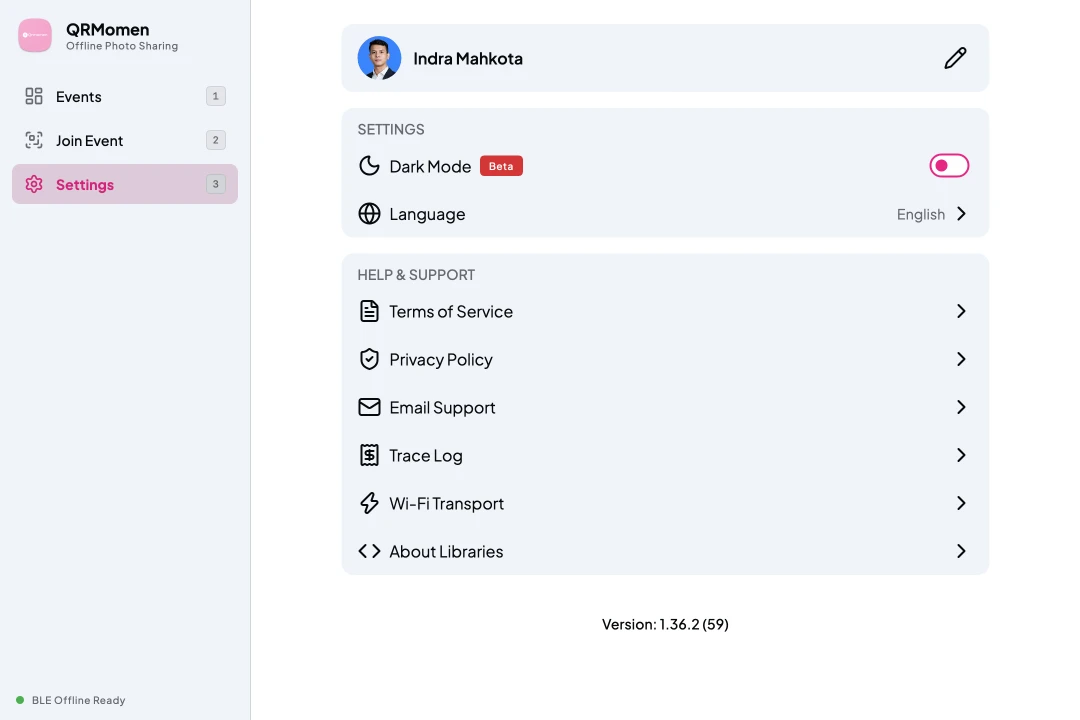 QRMomen
Offline Photo Sharing
Events 1
Join Event 2
Settings 3
BLE Offline Ready
Indra Mahkota
SETTINGS
Dark Mode Beta
Language English
HELP & SUPPORT
Terms of Service
Privacy Policy
Email Support
Trace Log
Wi-Fi Transport
About Libraries
Version: 1.36.2 (59)